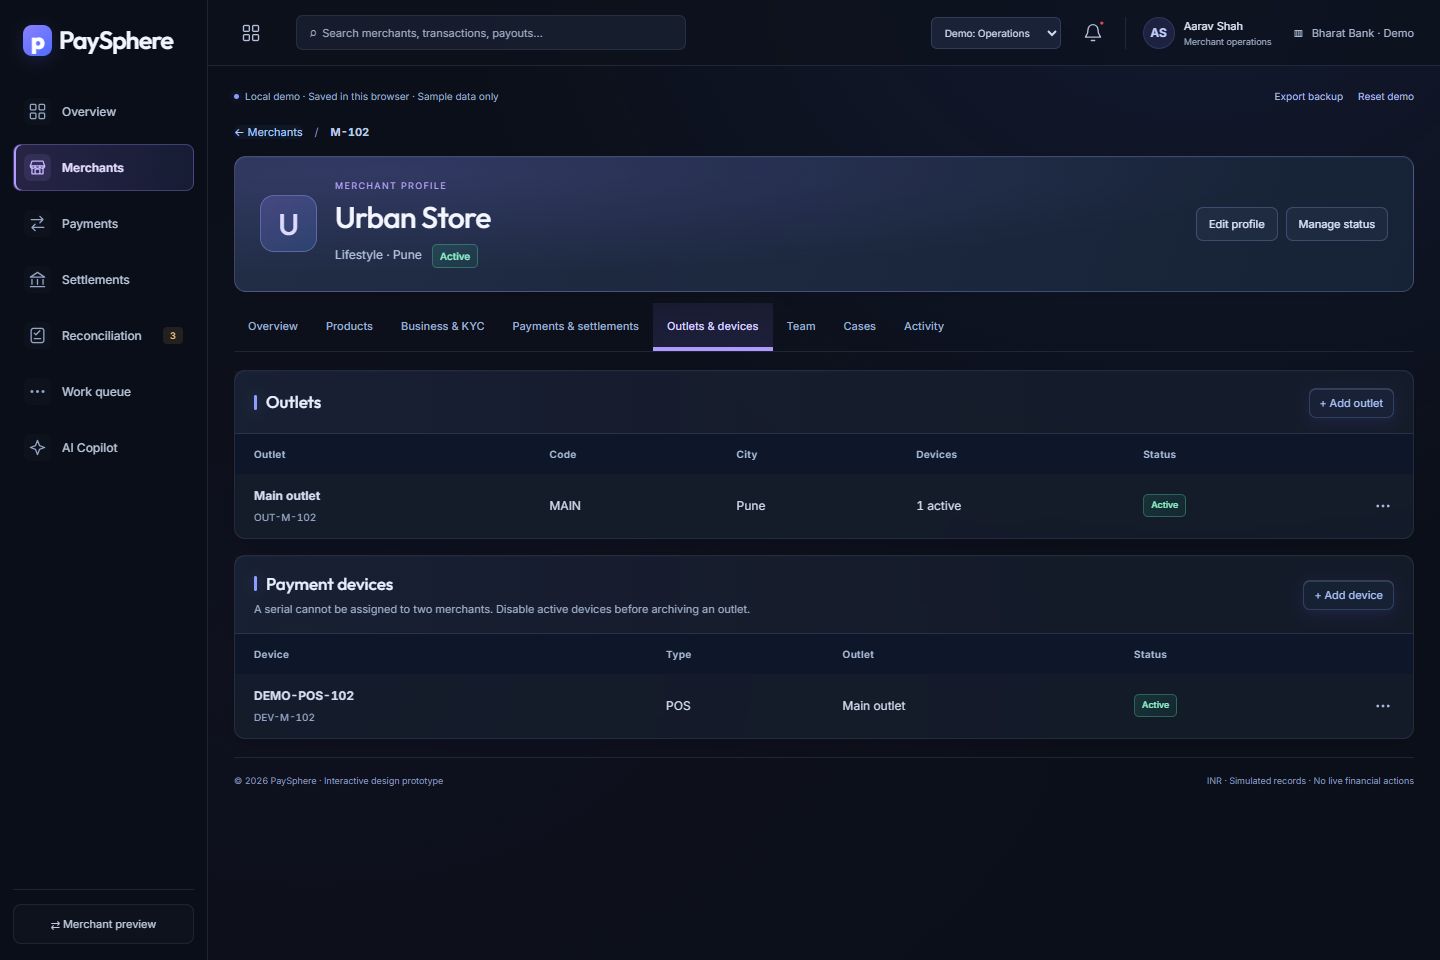 p PaySphere
Search merchants, transactions, payouts...
Demo: Operations
AS
Aarav Shah
Merchant operations
Bharat Bank · Demo
Overview
Merchants
Payments
Settlements
Reconciliation 3
Work queue
AI Copilot
⇄ Merchant preview
Local demo · Saved in this browser · Sample data only
Export backup Reset demo
← Merchants / M-102
U
MERCHANT PROFILE
Urban Store
Lifestyle · Pune Active
Edit profile Manage status
Overview Products Business & KYC Payments & settlements Outlets & devices Team Cases Activity
Outlets
+ Add outlet
Outlet Code City Devices Status
Main outlet
OUT-M-102
MAIN Pune 1 active Active ...
Payment devices
A serial cannot be assigned to two merchants. Disable active devices before archiving an outlet.
+ Add device
Device Type Outlet Status
DEMO-POS-102
DEV-M-102
POS Main outlet Active ...
© 2026 PaySphere · Interactive design prototype
INR · Simulated records · No live financial actions